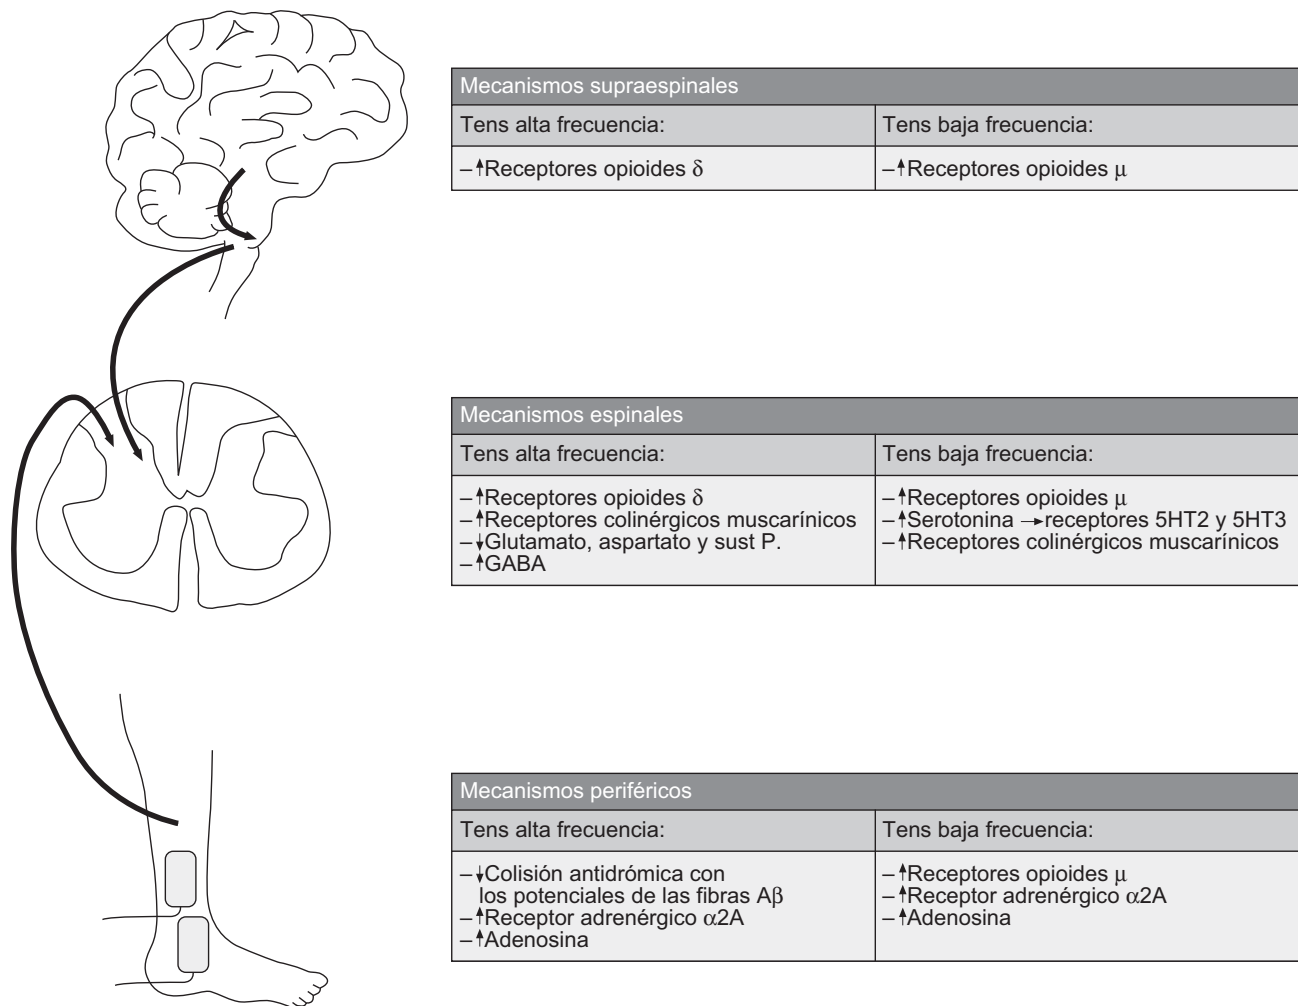 Mecanismos supraespinales
Tens alta frecuencia:
Tens baja frecuencia:
–↑Receptores opioides δ
–↑Receptores opioides μ
Mecanismos espinales
Tens alta frecuencia:
Tens baja frecuencia:
–↑Receptores opioides δ
–↑Receptores colinérgicos muscarínicos
–↓Glutamato, aspartato y sust P.
–↑GABA
–↑Receptores opioides μ
–↑Serotonina →receptores 5HT2 y 5HT3
–↑Receptores colinérgicos muscarínicos
Mecanismos periféricos
Tens alta frecuencia:
Tens baja frecuencia:
–↓Colisión antidrómica con
los potenciales de las fibras Aβ
–↑Receptor adrenérgico α2A
–↑Adenosina
–↑Receptores opioides μ
–↑Receptor adrenérgico α2A
–↑Adenosina